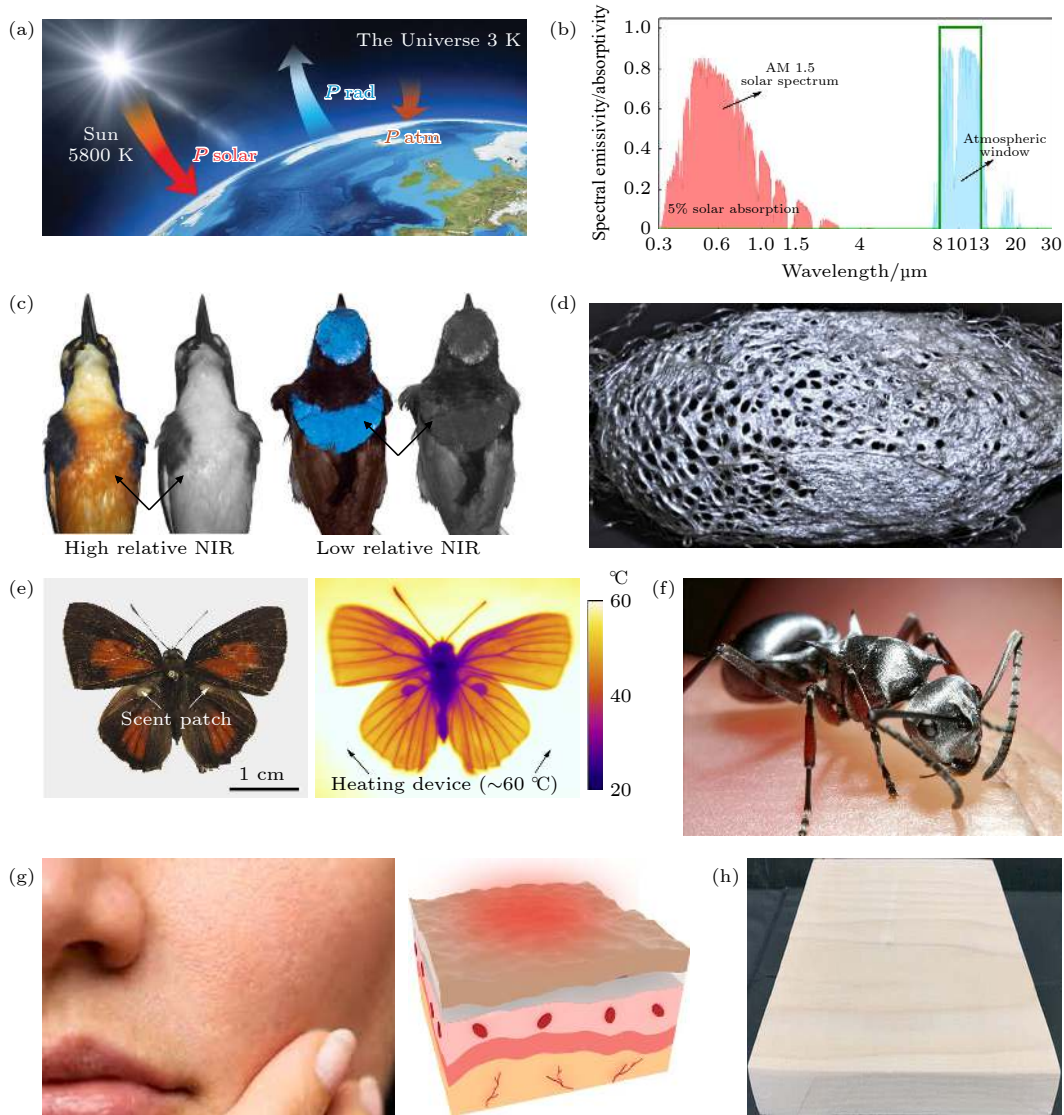 (a)
The Universe 3 K
P rad
Sun
5800 K
P solar
P atm
(b)
Spectral emissivity/absorptivity
1.0
0.8
0.6
0.4
0.2
0
AM 1.5
solar spectrum
Atmospheric
window
5% solar absorption
0.3 0.6 1.0 1.5 4 8 10 13 20 30
Wavelength/μm
(c)
High relative NIR
Low relative NIR
(d)
(e)
Scent patch
1 cm
Heating device (~60 ℃)
℃
60
40
20
(f)
(g)
(h)